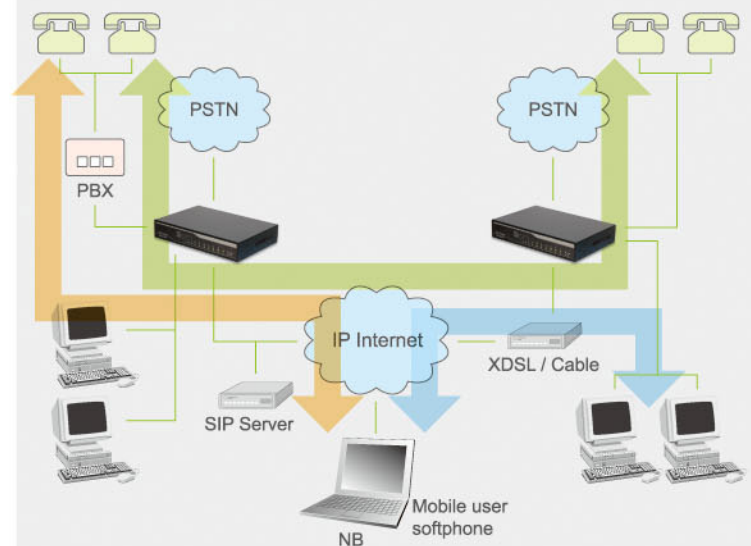 PSTN
PSTN
PBX
IP Internet
XDSL / Cable
SIP Server
Mobile user
softphone
NB